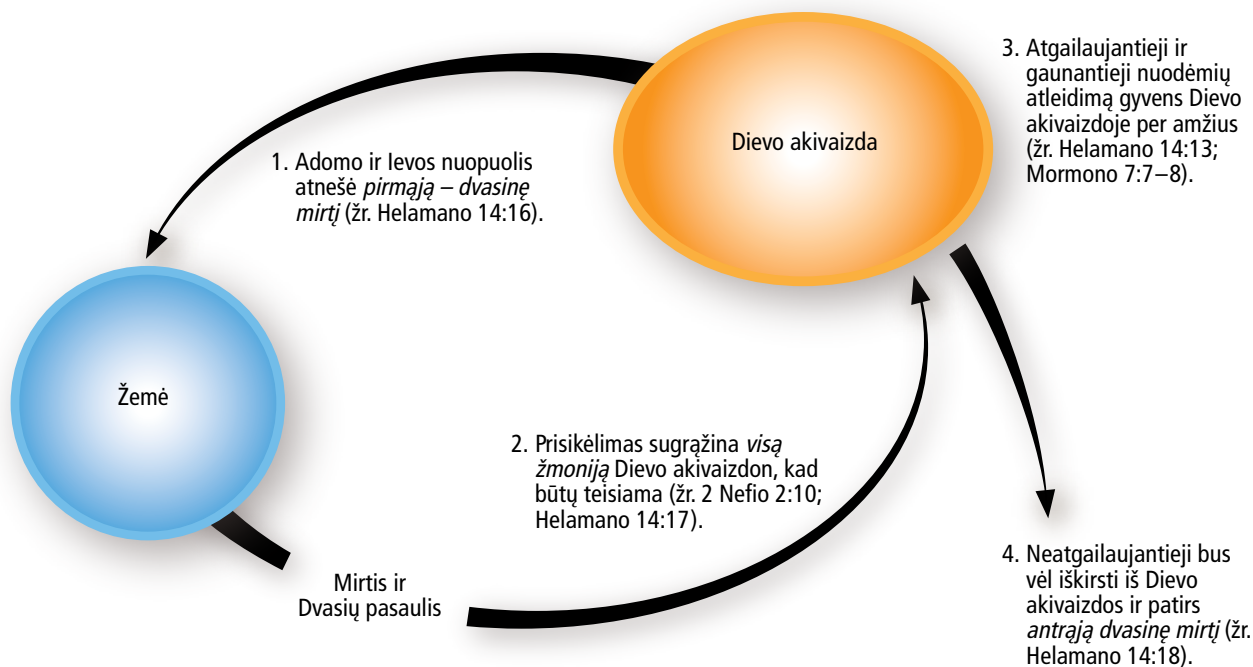 Dievo akivaizda
1. Adomo ir Ievos nuopuolis
atnešė pirmąją – dvasinę
mirtį (žr. Helamano 14:16).
Žemė
Mirtis ir
Dvasių pasaulis
2. Prisikėlimas sugrąžina visą
žmoniją Dievo akivaizdon, kad
būtų teisiama (žr. 2 Nefio 2:10;
Helamano 14:17).
3. Atgailaujantieji ir
gaunantieji nuodėmių
atleidimą gyvens Dievo
akivaizdoje per amžius
(žr. Helamano 14:13;
Mormono 7:7–8).
4. Neatgailaujantieji bus
vėl iškirsti iš Dievo
akivaizdos ir patirs
antrąją dvasinę mirtį (žr.
Helamano 14:18).